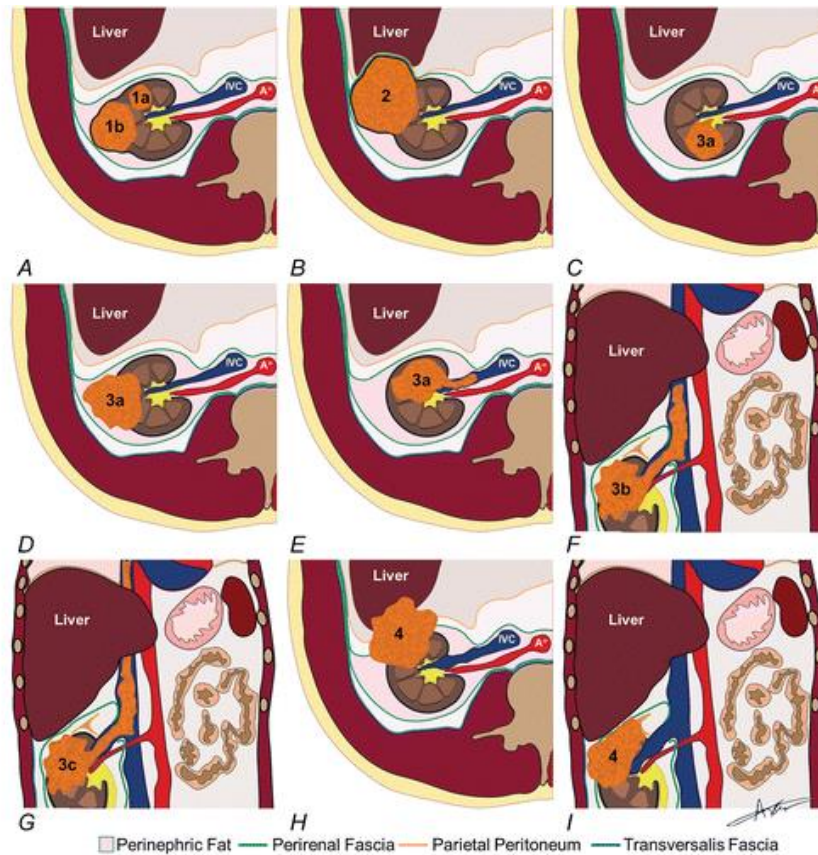 Liver
1a
1b
IVC
A°
A
Liver
2
IVC
A°
B
Liver
3a
IVC
A°
C
Liver
3a
IVC
A°
D
Liver
3a
IVC
A°
E
Liver
3b
F
Liver
3c
G
Liver
4
IVC
A°
H
Liver
4
I
Perinephric Fat Perirenal Fascia Parietal Peritoneum Transversalis Fascia